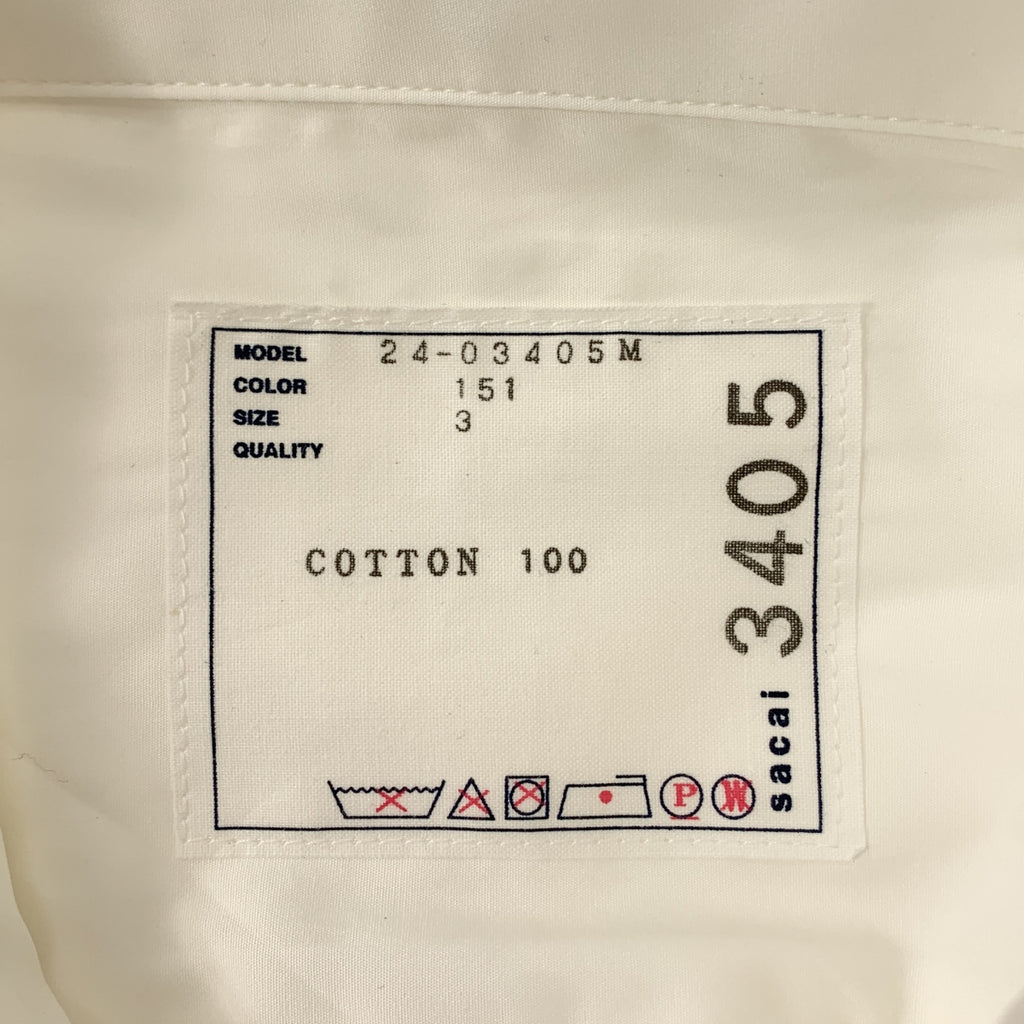 MODEL 24-03405M
COLOR 151
SIZE 3
QUALITY
COTTON 100
P W
sacai 3405